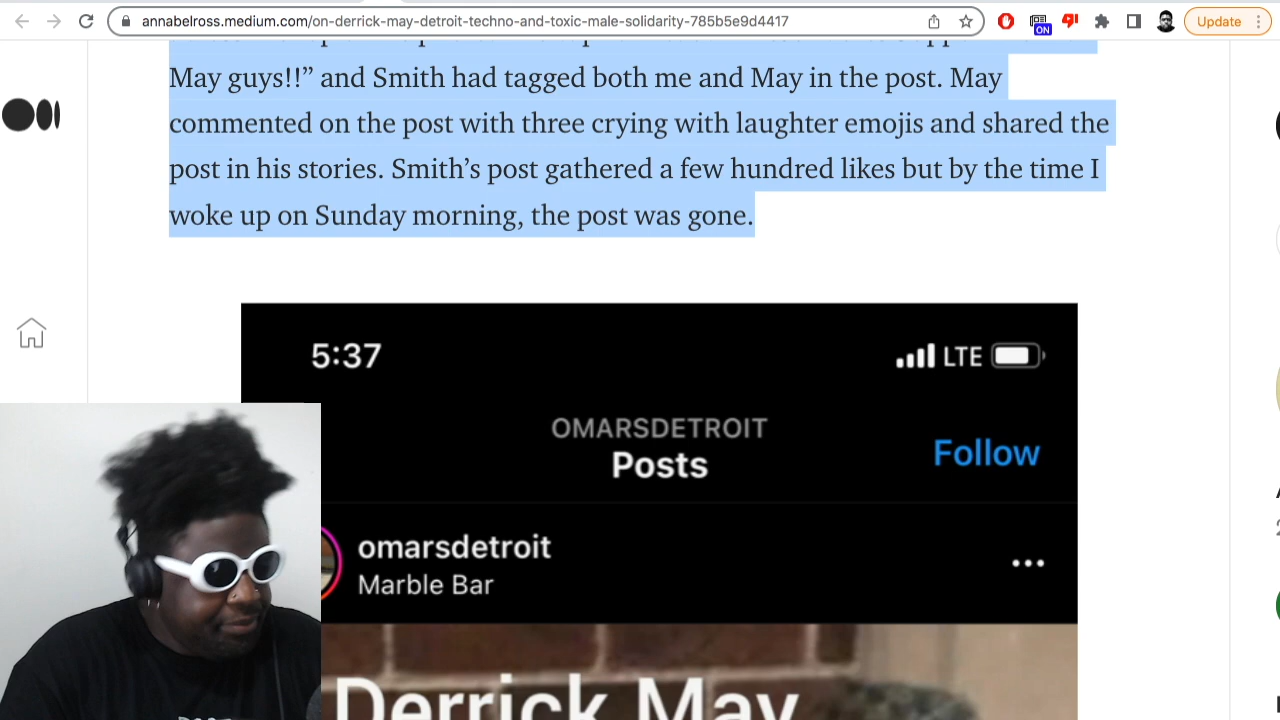 annabelross.medium.com/on-derrick-may-detroit-techno-and-toxic-male-solidarity-785b5e9d4417
ON
Update
May guys!!” and Smith had tagged both me and May in the post. May
commented on the post with three crying with laughter emojis and shared the
post in his stories. Smith’s post gathered a few hundred likes but by the time I
woke up on Sunday morning, the post was gone.
5:37
LTE
OMARSDETROIT
Posts
Follow
omarsdetroit
Marble Bar
Derrick May